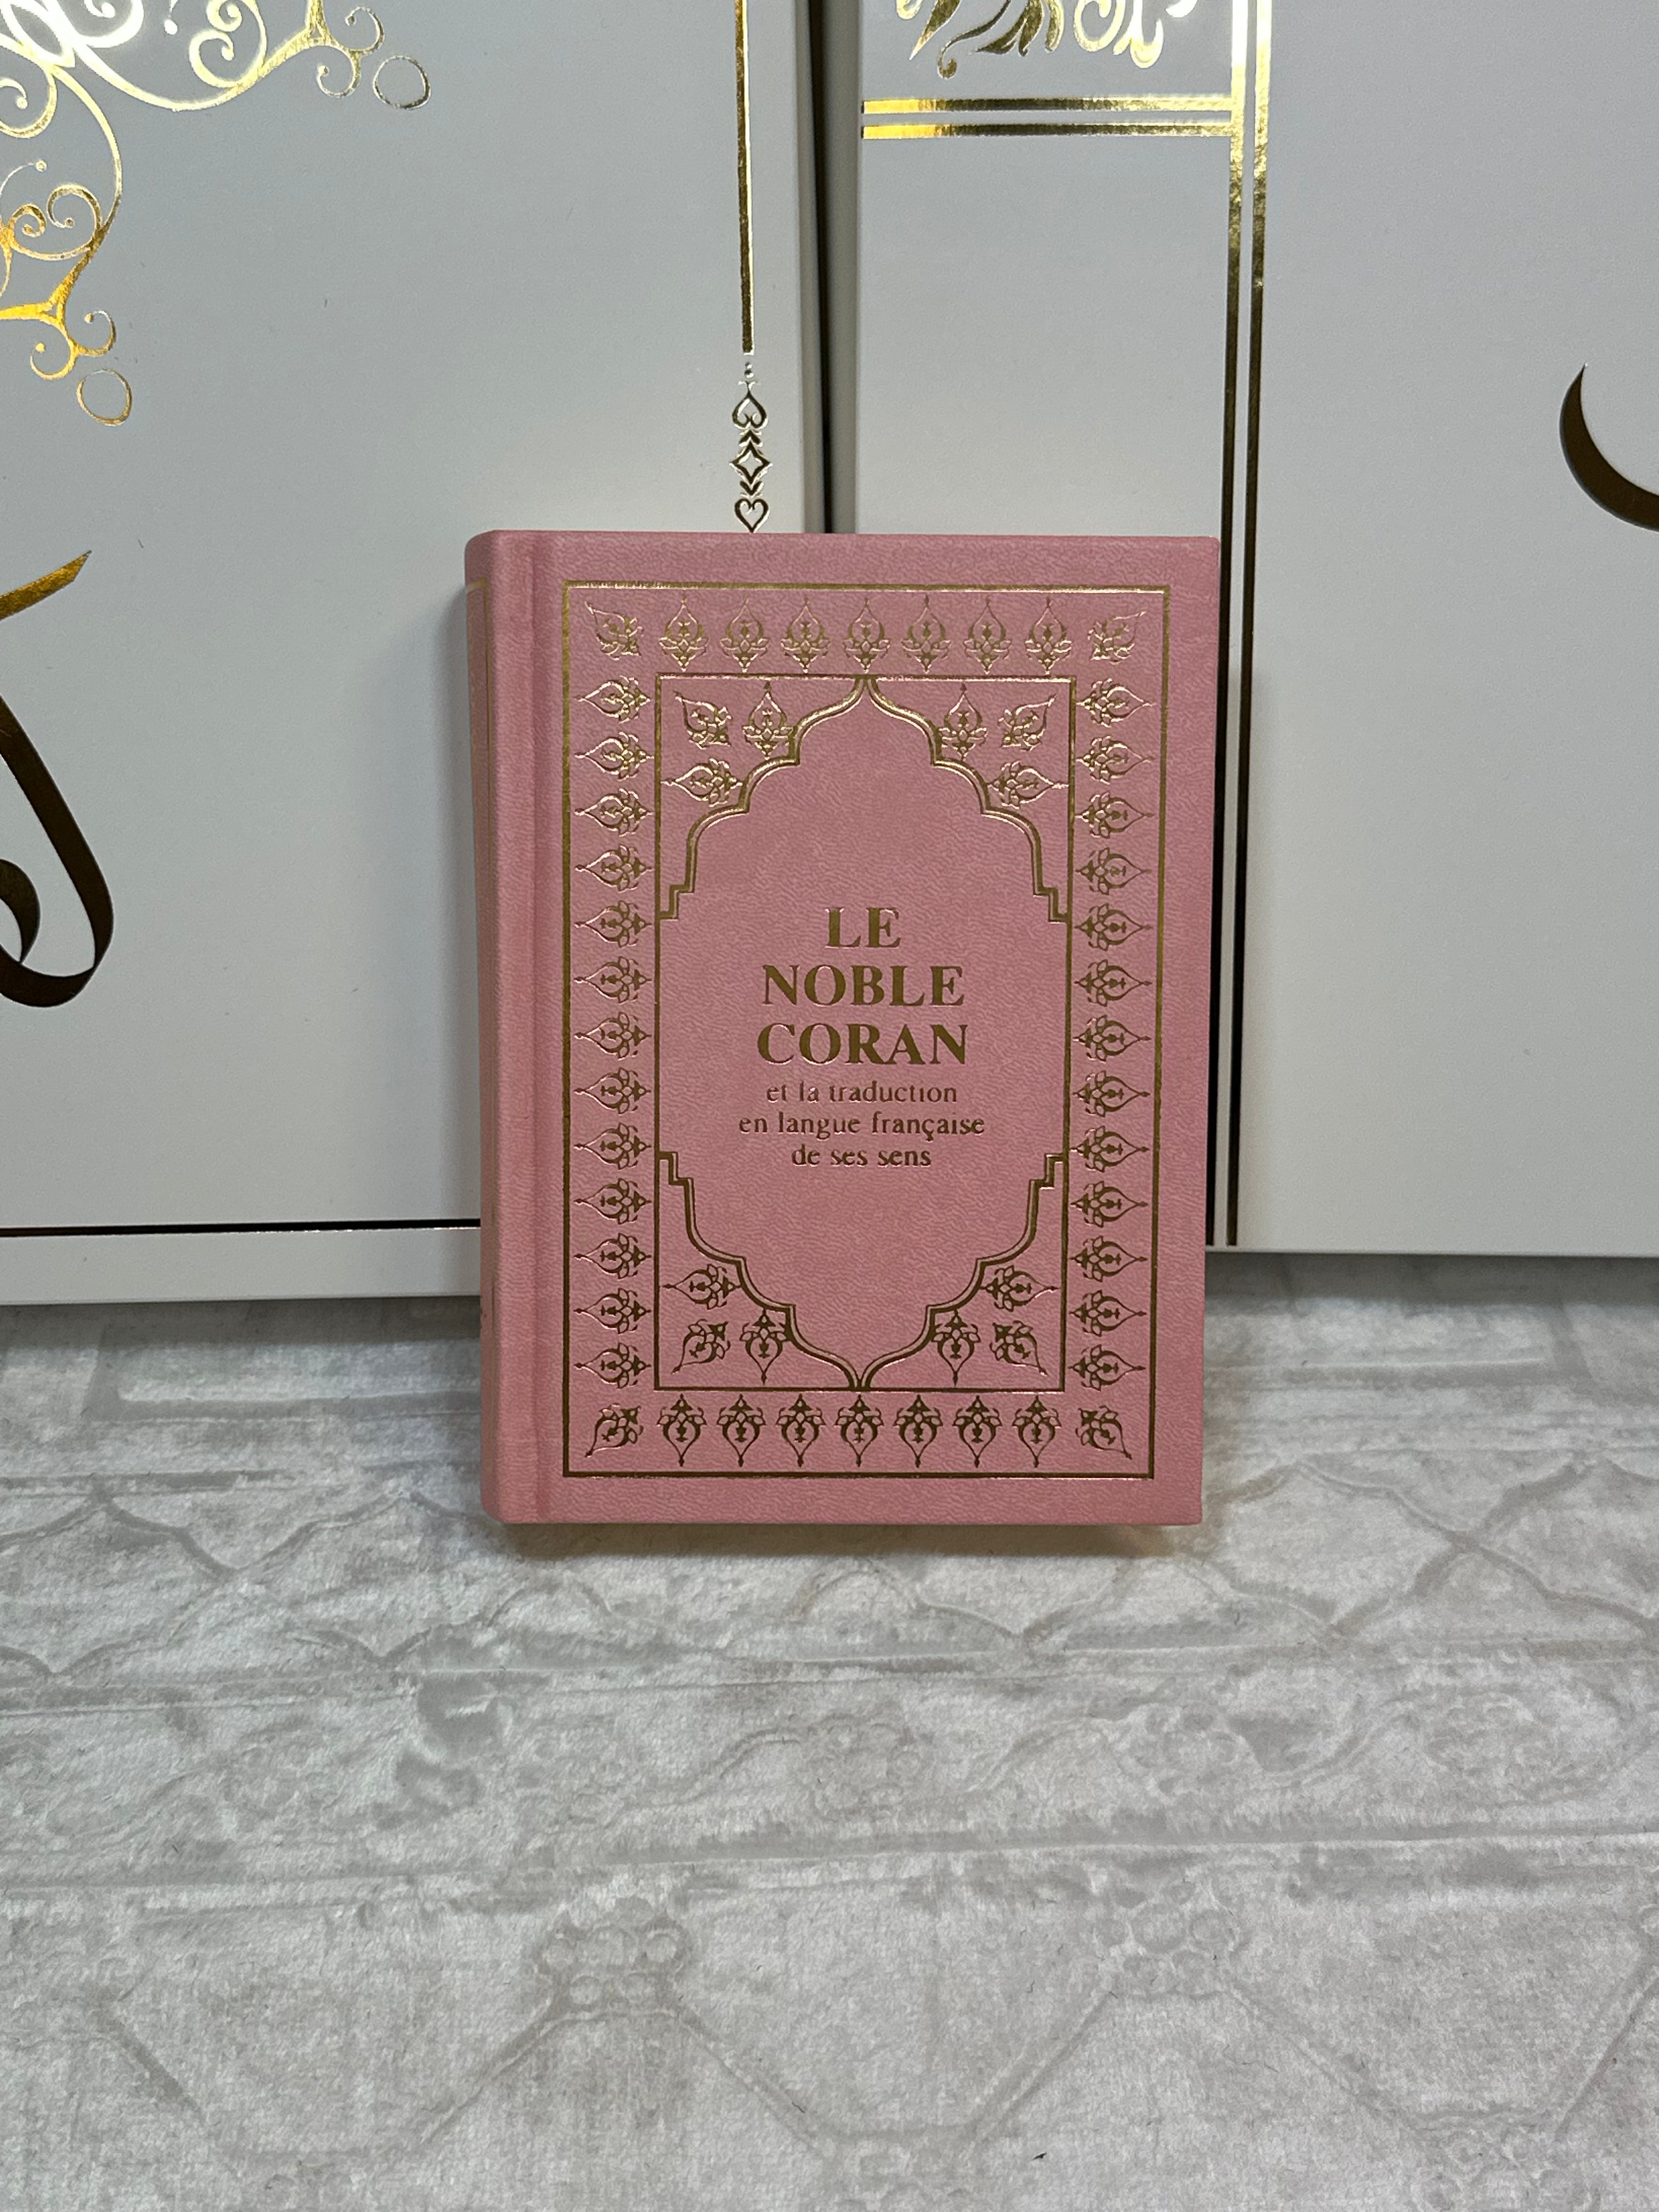 LE
NOBLE
CORAN
et la traduction
en langue française
de ses sens